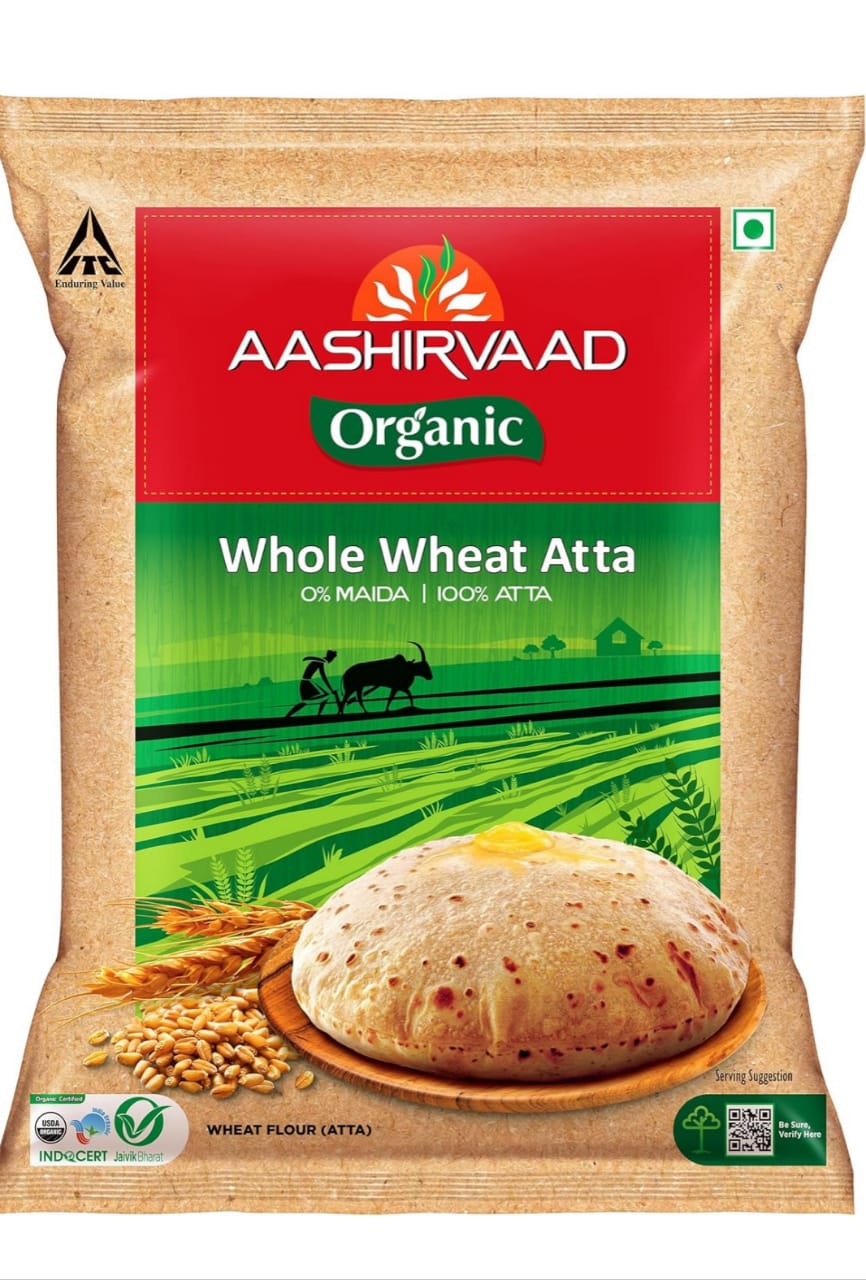 ITC
Enduring Value
AASHIRVAAD
Organic
Whole Wheat Atta
0% MAIDA | 100% ATTA
Serving Suggestion
Organic Certified
USDA
ORGANIC
INDOCERT
Jaivik Bharat
WHEAT FLOUR (ATTA)
Be Sure,
Verify Here